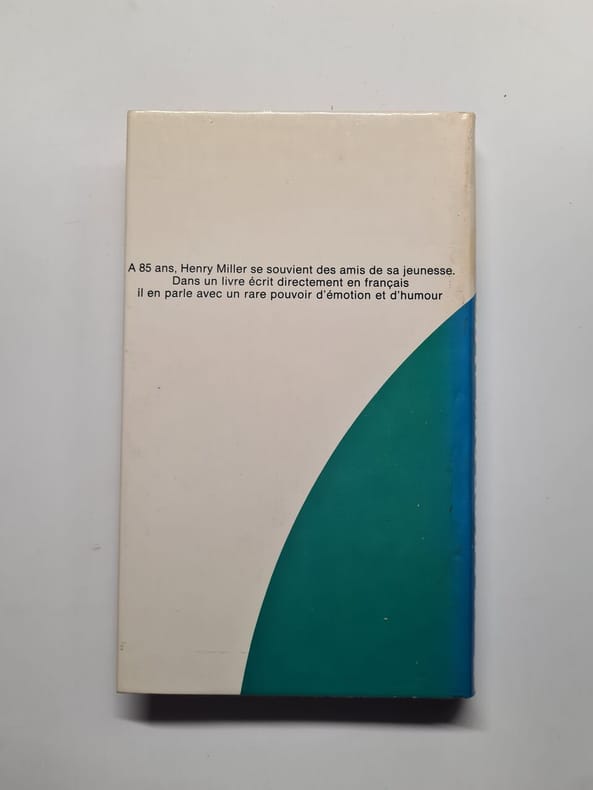 A 85 ans, Henry Miller se souvient des amis de sa jeunesse.
Dans un livre écrit directement en français
il en parle avec un rare pouvoir d'émotion et d'humour